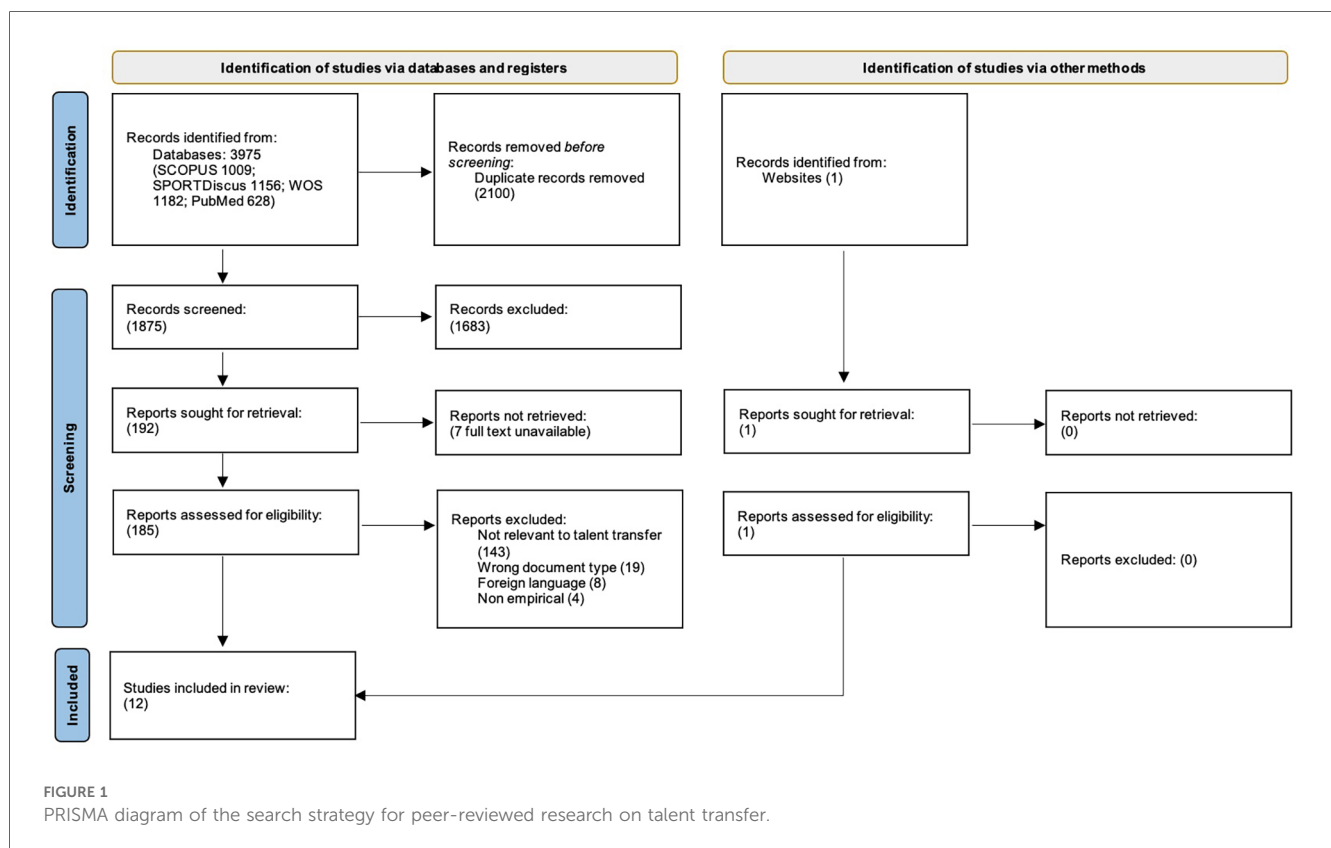 Identification of studies via databases and registers
Identification of studies via other methods
Identification
Records identified from:
Databases: 3975
(SCOPUS 1009;
SPORTDiscus 1156; WOS
1182; PubMed 628)
Records removed before
screening:
Duplicate records removed
(2100)
Records identified from:
Websites (1)
Screening
Records screened:
(1875)
Records excluded:
(1683)
Reports sought for retrieval:
(192)
Reports not retrieved:
(7 full text unavailable)
Reports sought for retrieval:
(1)
Reports not retrieved:
(0)
Reports assessed for eligibility:
(185)
Reports excluded:
Not relevant to talent transfer
(143)
Wrong document type (19)
Foreign language (8)
Non empirical (4)
Reports assessed for eligibility:
(1)
Reports excluded: (0)
Included
Studies included in review:
(12)
FIGURE 1
PRISMA diagram of the search strategy for peer-reviewed research on talent transfer.